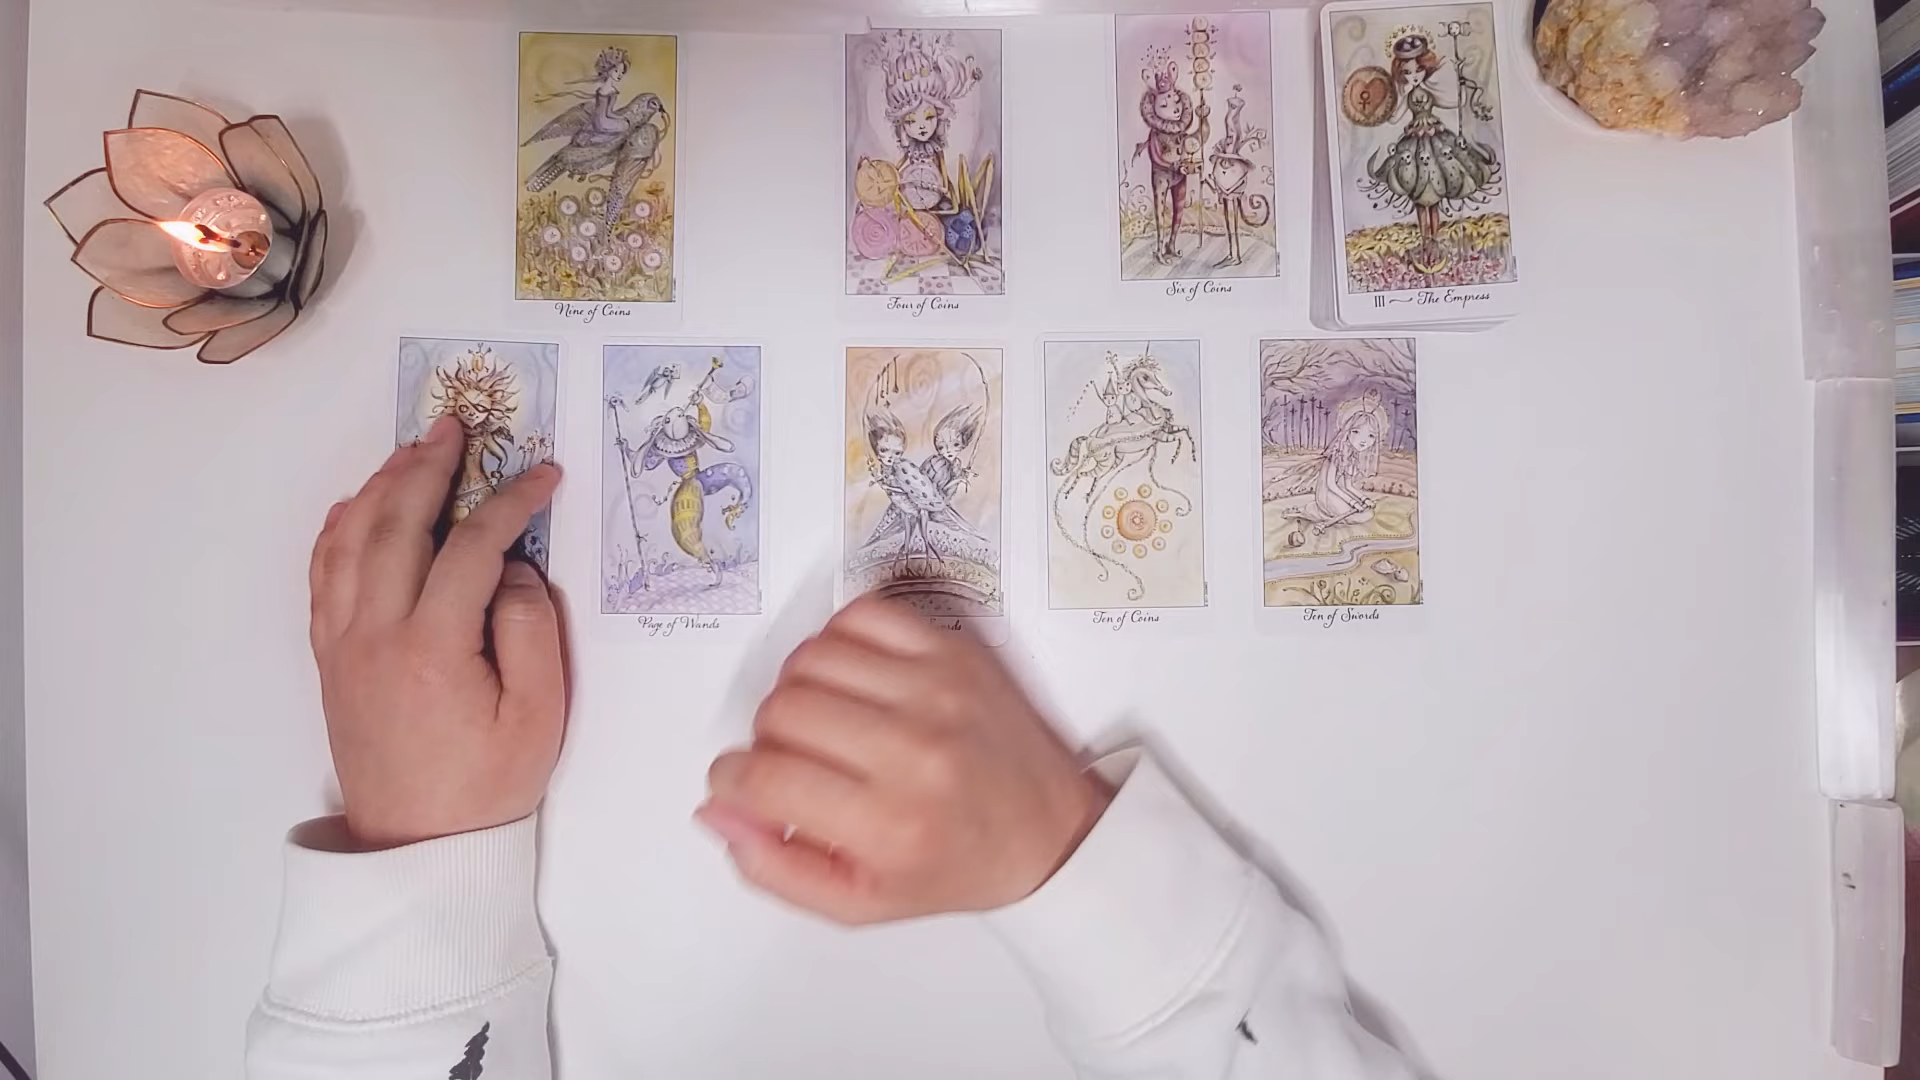 Nine of Coins
Four of Coins
Six of Coins
III The Empress
Page of Wands
Ten of Coins
Ten of Swords